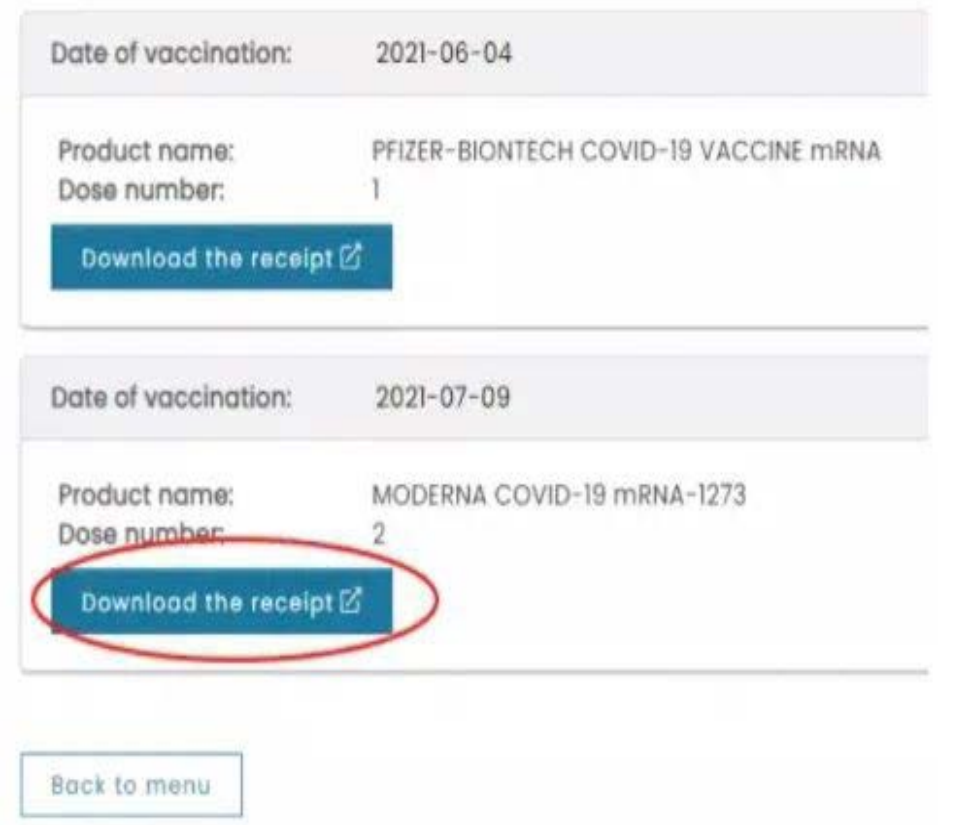 Date of vaccination: 2021-06-04
Product name: PFIZER-BIONTECH COVID-19 VACCINE mRNA
Dose number: 1
Download the receipt
Date of vaccination: 2021-07-09
Product name: MODERNA COVID-19 mRNA-1273
Dose number: 2
Download the receipt
Back to menu